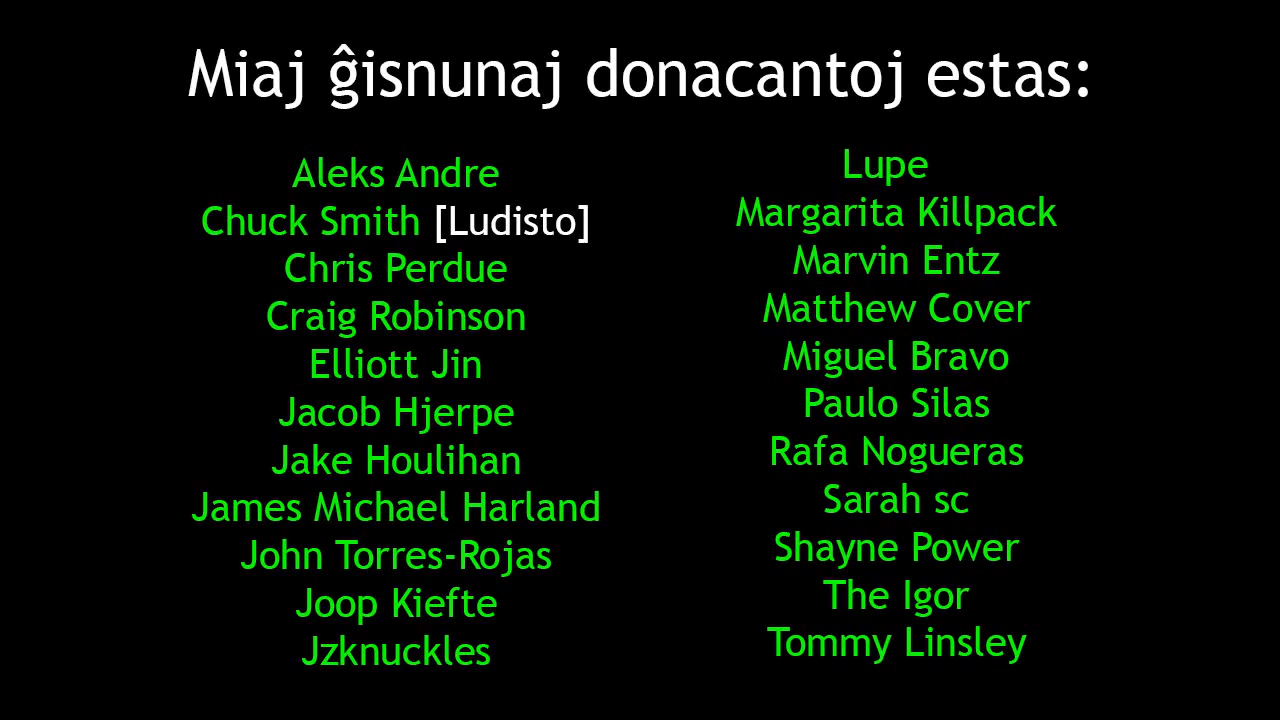 Miaj ĝisnunaj donacantoj estas:
Aleks Andre
Chuck Smith [Ludisto]
Chris Perdue
Craig Robinson
Elliott Jin
Jacob Hjerpe
Jake Houlihan
James Michael Harland
John Torres-Rojas
Joop Kiefte
Jzknuckles
Lupe
Margarita Killpack
Marvin Entz
Matthew Cover
Miguel Bravo
Paulo Silas
Rafa Nogueras
Sarah sc
Shayne Power
The Igor
Tommy Linsley